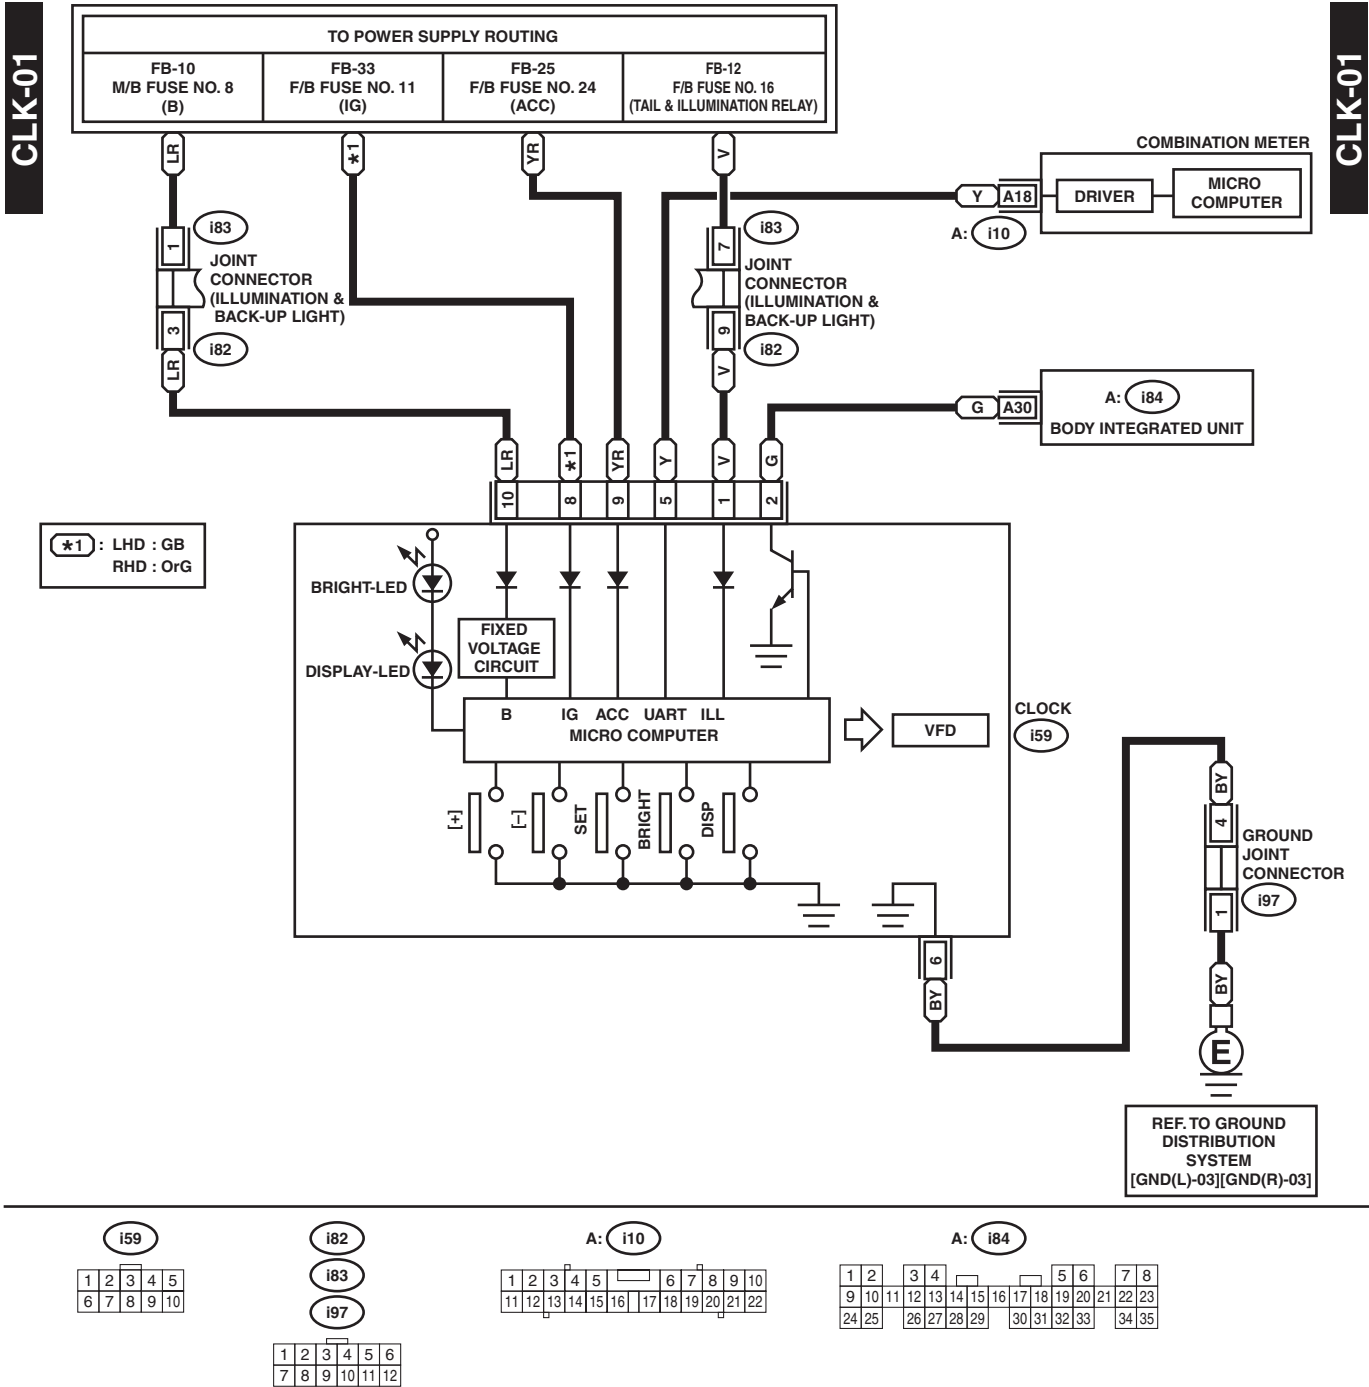 CLK-01
CLK-01
TO POWER SUPPLY ROUTING
FB-10
M/B FUSE NO. 8
(B)
FB-33
F/B FUSE NO. 11
(IG)
FB-25
F/B FUSE NO. 24
(ACC)
FB-12
F/B FUSE NO. 16
(TAIL & ILLUMINATION RELAY)
LR
*1
YR
V
COMBINATION METER
Y A18
DRIVER
MICRO
COMPUTER
A: i10
1
i83
JOINT
CONNECTOR
(ILLUMINATION &
BACK-UP LIGHT)
3
i82
LR
7
i83
JOINT
CONNECTOR
(ILLUMINATION &
BACK-UP LIGHT)
9
i82
V
G A30
A: i84
BODY INTEGRATED UNIT
LR
*1
YR
Y
V
G
10
8
9
5
1
2
*1 : LHD : GB
RHD : OrG
BRIGHT-LED
DISPLAY-LED
FIXED
VOLTAGE
CIRCUIT
B IG ACC UART ILL
MICRO COMPUTER
VFD
CLOCK
i59
[+]
[–]
SET
BRIGHT
DISP
6
BY
BY
4
GROUND
JOINT
CONNECTOR
i97
1
BY
E
REF. TO GROUND
DISTRIBUTION
SYSTEM
[GND(L)-03][GND(R)-03]
i59
1 2 3 4 5
6 7 8 9 10
i82
i83
i97
1 2 3 4 5 6
7 8 9 10 11 12
A: i10
1 2 3 4 5 6 7 8 9 10
11 12 13 14 15 16 17 18 19 20 21 22
A: i84
1 2 3 4 5 6 7 8
9 10 11 12 13 14 15 16 17 18 19 20 21 22 23
24 25 26 27 28 29 30 31 32 33 34 35